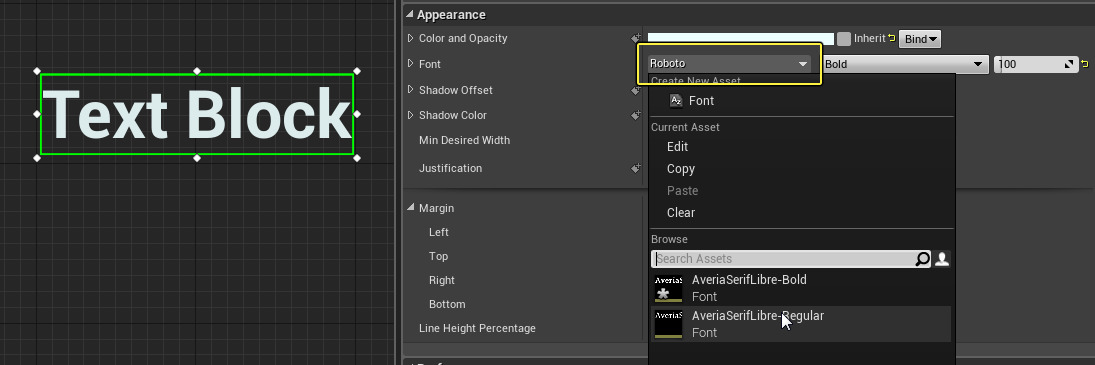 Text Block
Appearance
Color and Opacity
Inherit
Bind
Font
Roboto
Bold
100
Create New Asset
Font
Shadow Offset
Shadow Color
Current Asset
Min Desired Width
Edit
Justification
Copy
Paste
Clear
Margin
Left
Browse
Top
Search Assets
Right
AveriaSerifLibre-Bold
Font
Bottom
AveriaSerifLibre-Regular
Font
Line Height Percentage